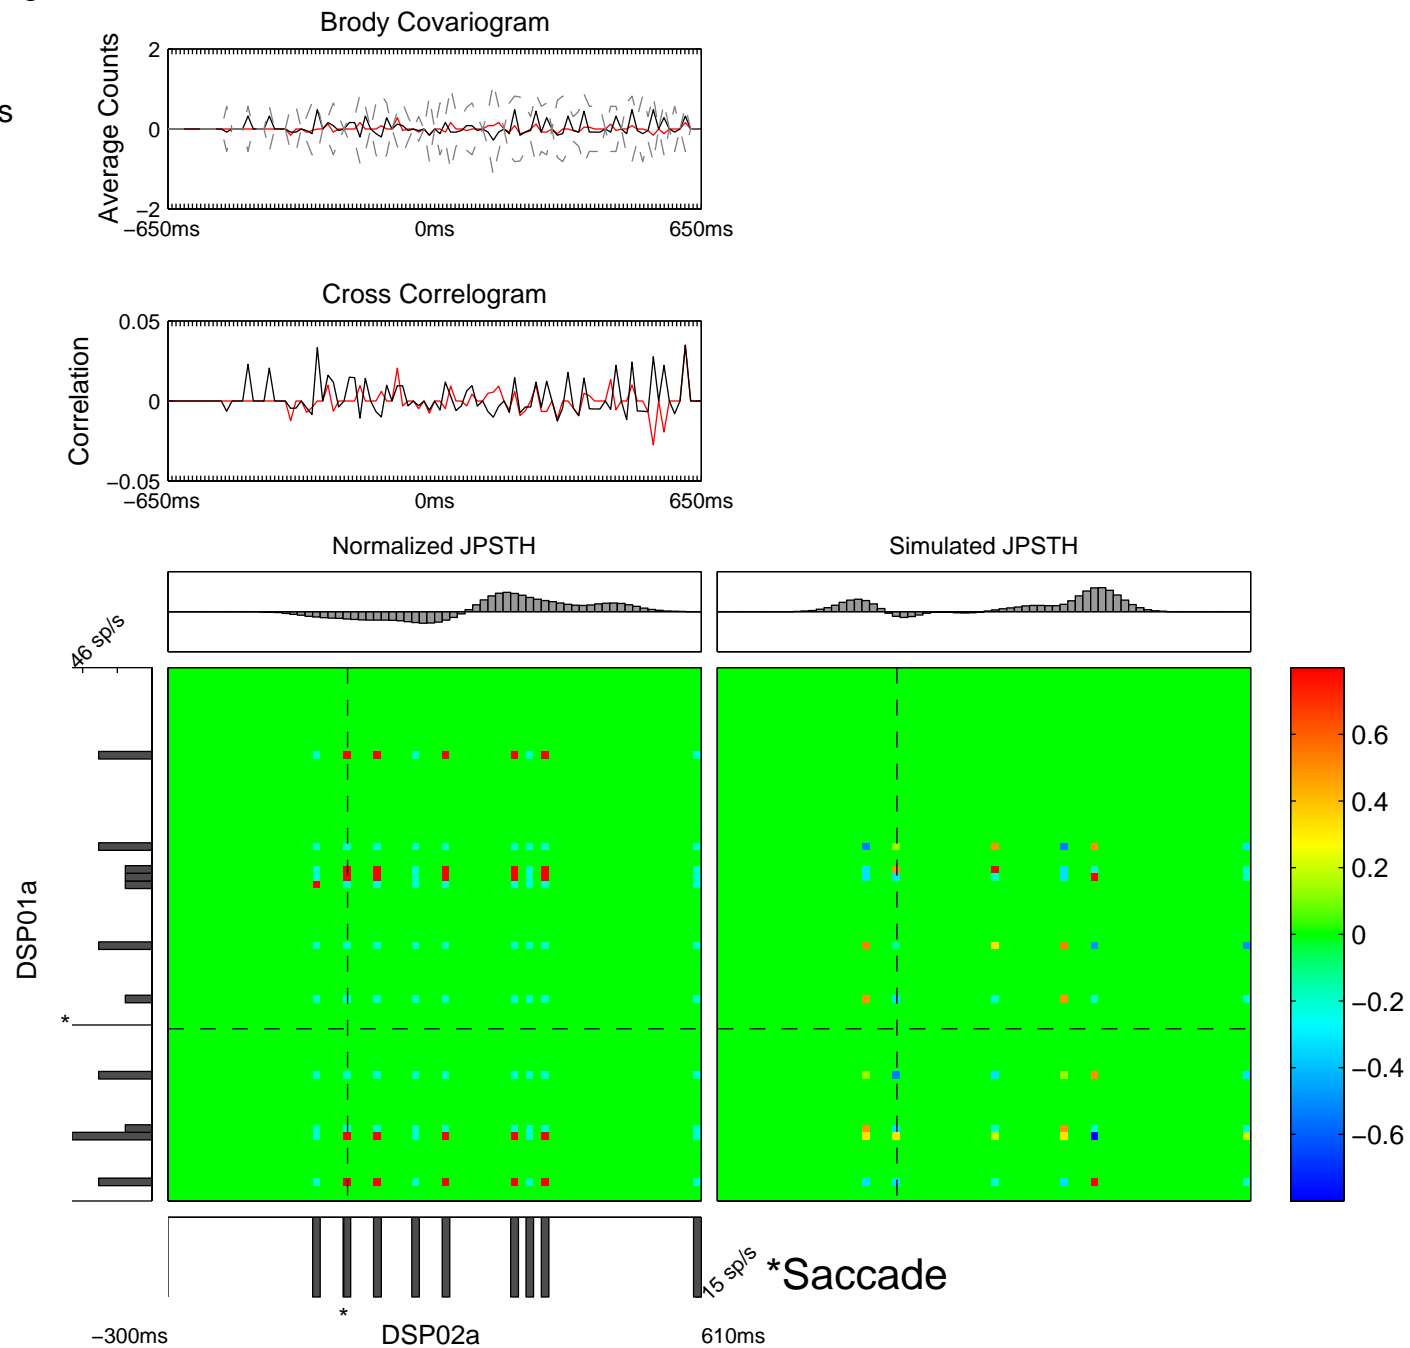 Brody Covariogram
Average Counts
2
0
−2
−650ms
0ms
650ms
s
Cross Correlogram
Correlation
0.05
0
−0.05
−650ms
0ms
650ms
Normalized JPSTH
Simulated JPSTH
46 sp/s
DSP01a
*
0.6
0.4
0.2
0
−0.2
−0.4
−0.6
15 sp/s
*Saccade
*
−300ms
DSP02a
610ms